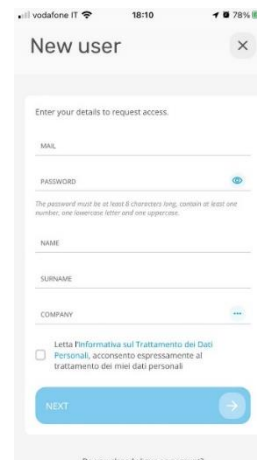 vodafone IT 18:10 78%
New user
Enter your details to request access.
MAIL
PASSWORD
The password must be at least 8 characters long, contain at least one
number, one lowercase letter and one uppercase.
NAME
SURNAME
COMPANY
Letta l'Informativa sul Trattamento dei Dati
Personali, acconsento espressamente al
trattamento dei miei dati personali
NEXT